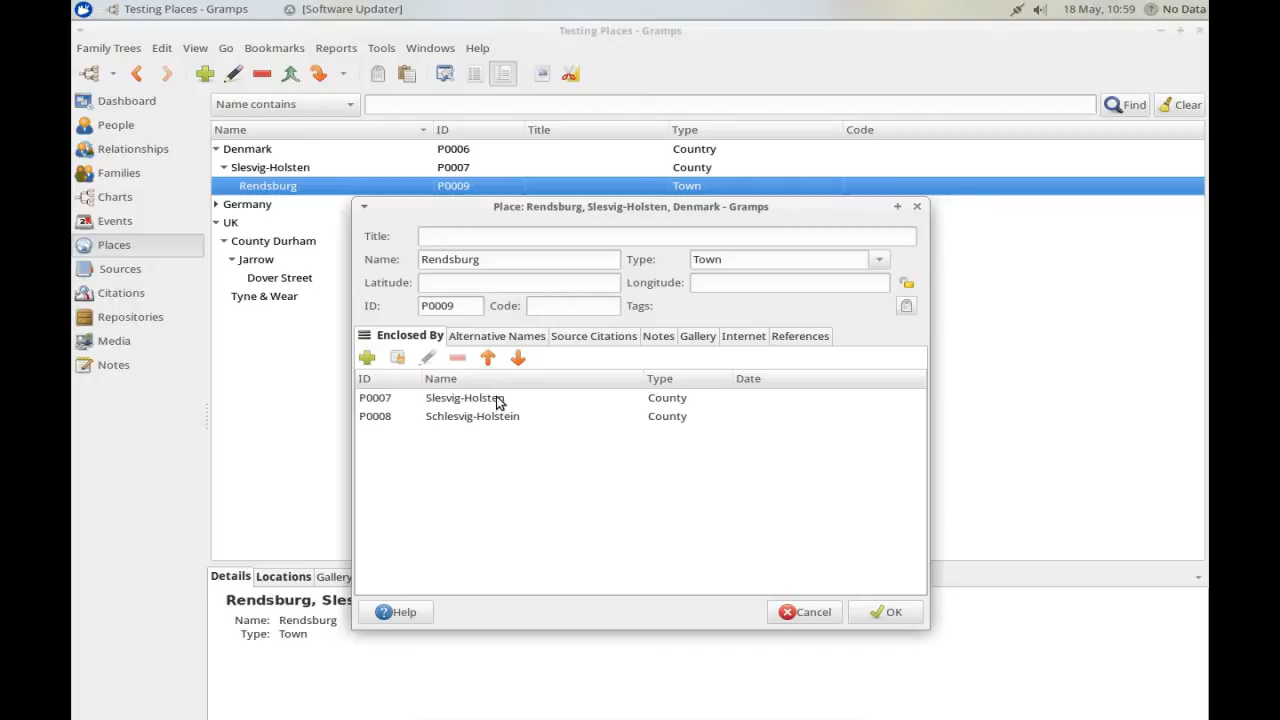 Testing Places - Gramps [Software Updater] 18 May, 10:59 No Data
Testing Places - Gramps
Family Trees Edit View Go Bookmarks Reports Tools Windows Help
Dashboard
People
Relationships
Families
Charts
Events
Places
Sources
Citations
Repositories
Media
Notes
Name contains Find Clear
Name ID Title Type Code
Denmark P0006 Country
Slesvig-Holsten P0007 County
Rendsburg P0009 Town
Germany
UK
County Durham
Jarrow
Dover Street
Tyne & Wear
Place: Rendsburg, Slesvig-Holsten, Denmark - Gramps
Title:
Name: Rendsburg Type: Town
Latitude: Longitude:
ID: P0009 Code: Tags:
Enclosed By Alternative Names Source Citations Notes Gallery Internet References
ID Name Type Date
P0007 Slesvig-Holsten County
P0008 Schlesvig-Holstein County
Help Cancel OK
Details Locations Gallery
Rendsburg, Sles
Name: Rendsburg
Type: Town